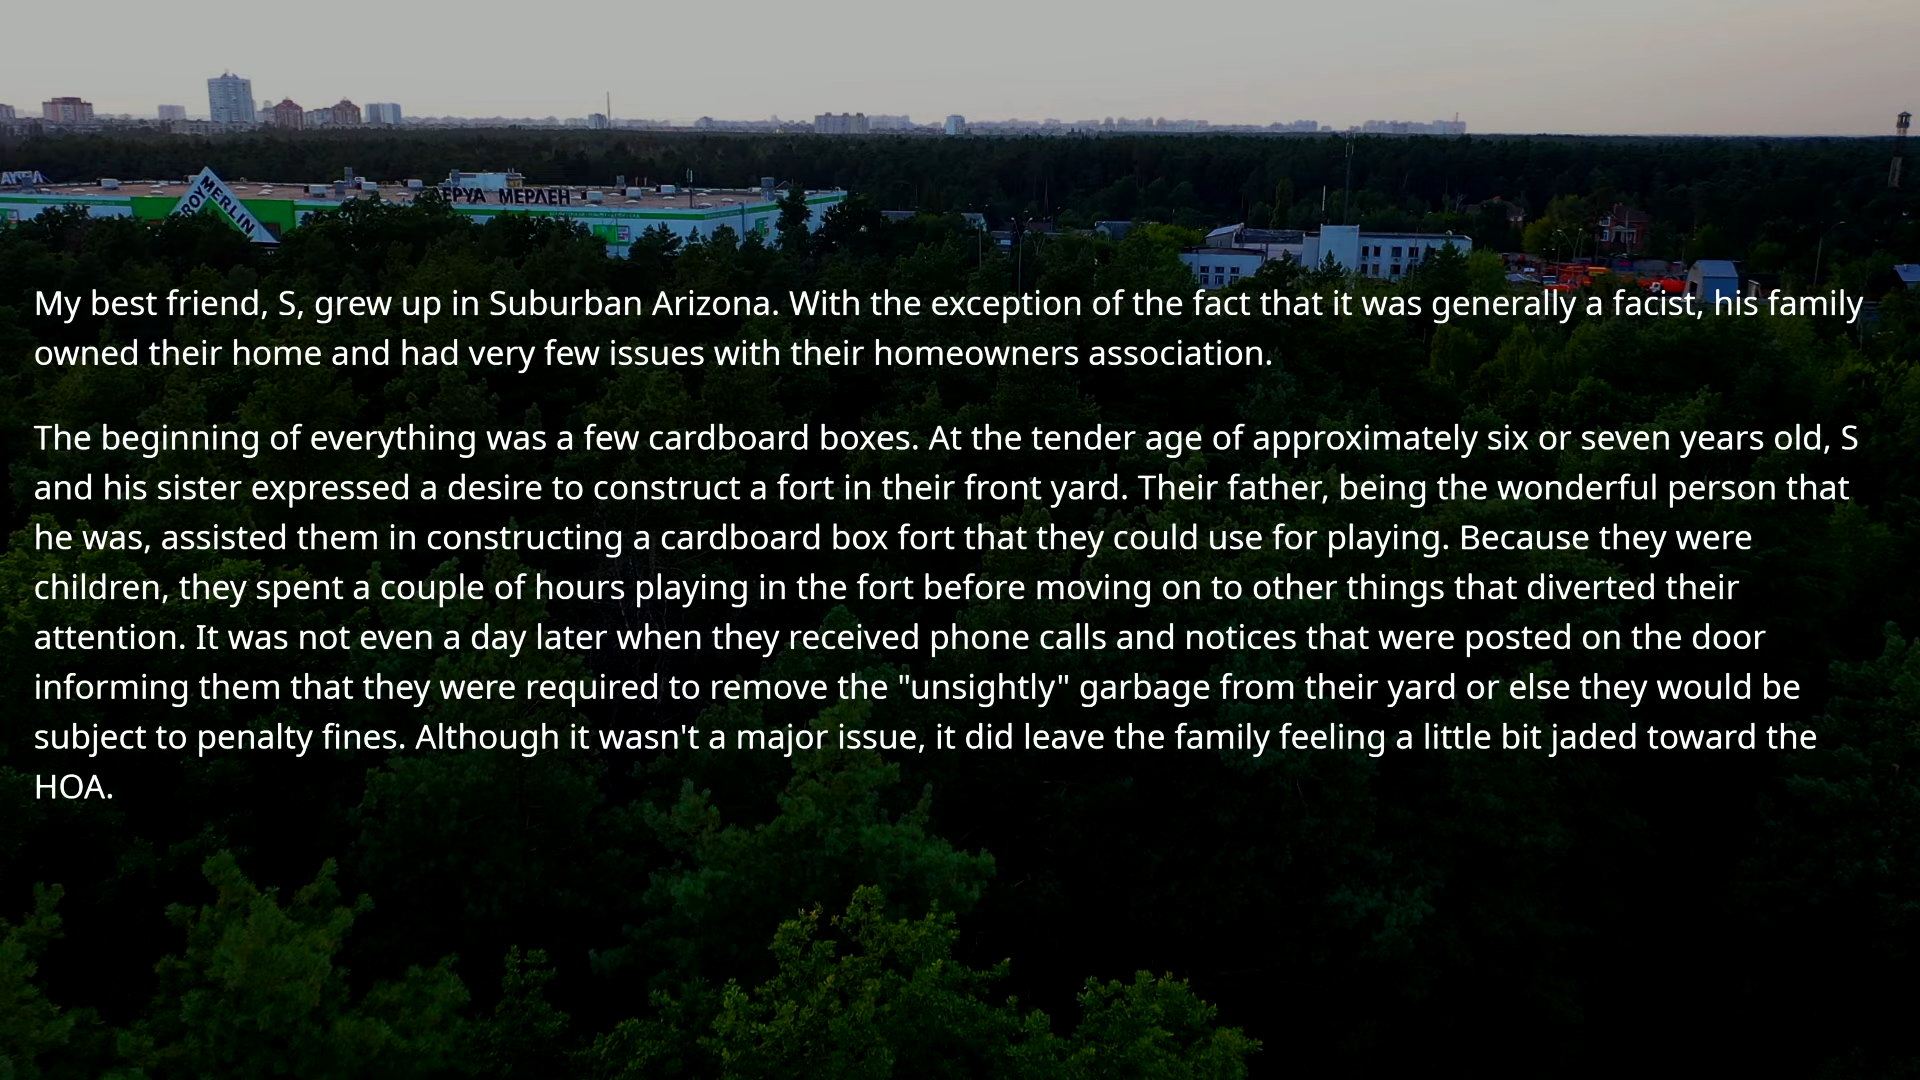 MERLIN
МЕРЛЕН
My best friend, S, grew up in Suburban Arizona. With the exception of the fact that it was generally a facist, his family
owned their home and had very few issues with their homeowners association.
The beginning of everything was a few cardboard boxes. At the tender age of approximately six or seven years old, S
and his sister expressed a desire to construct a fort in their front yard. Their father, being the wonderful person that
he was, assisted them in constructing a cardboard box fort that they could use for playing. Because they were
children, they spent a couple of hours playing in the fort before moving on to other things that diverted their
attention. It was not even a day later when they received phone calls and notices that were posted on the door
informing them that they were required to remove the "unsightly" garbage from their yard or else they would be
subject to penalty fines. Although it wasn't a major issue, it did leave the family feeling a little bit jaded toward the
HOA.